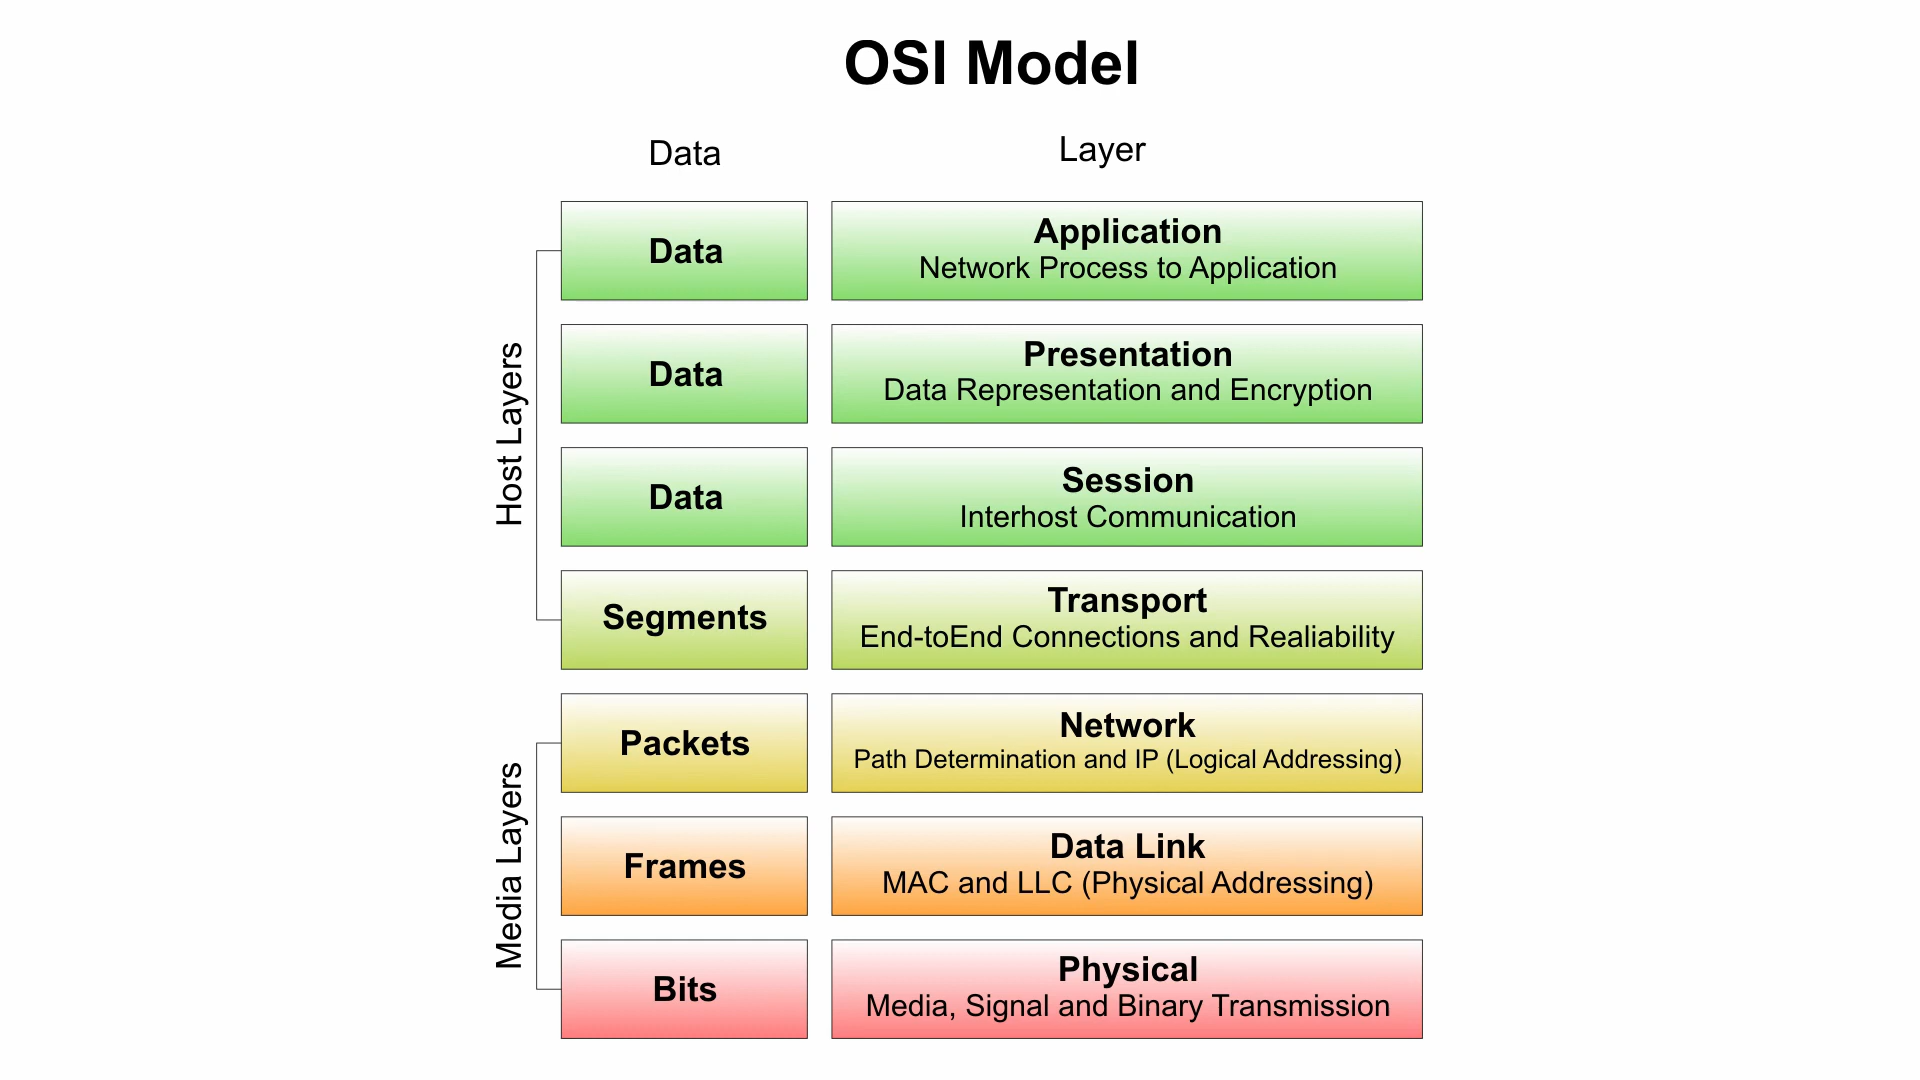 OSI Model
Data
Layer
Host Layers
Data
Application
Network Process to Application
Data
Presentation
Data Representation and Encryption
Data
Session
Interhost Communication
Segments
Transport
End-toEnd Connections and Realiability
Media Layers
Packets
Network
Path Determination and IP (Logical Addressing)
Frames
Data Link
MAC and LLC (Physical Addressing)
Bits
Physical
Media, Signal and Binary Transmission